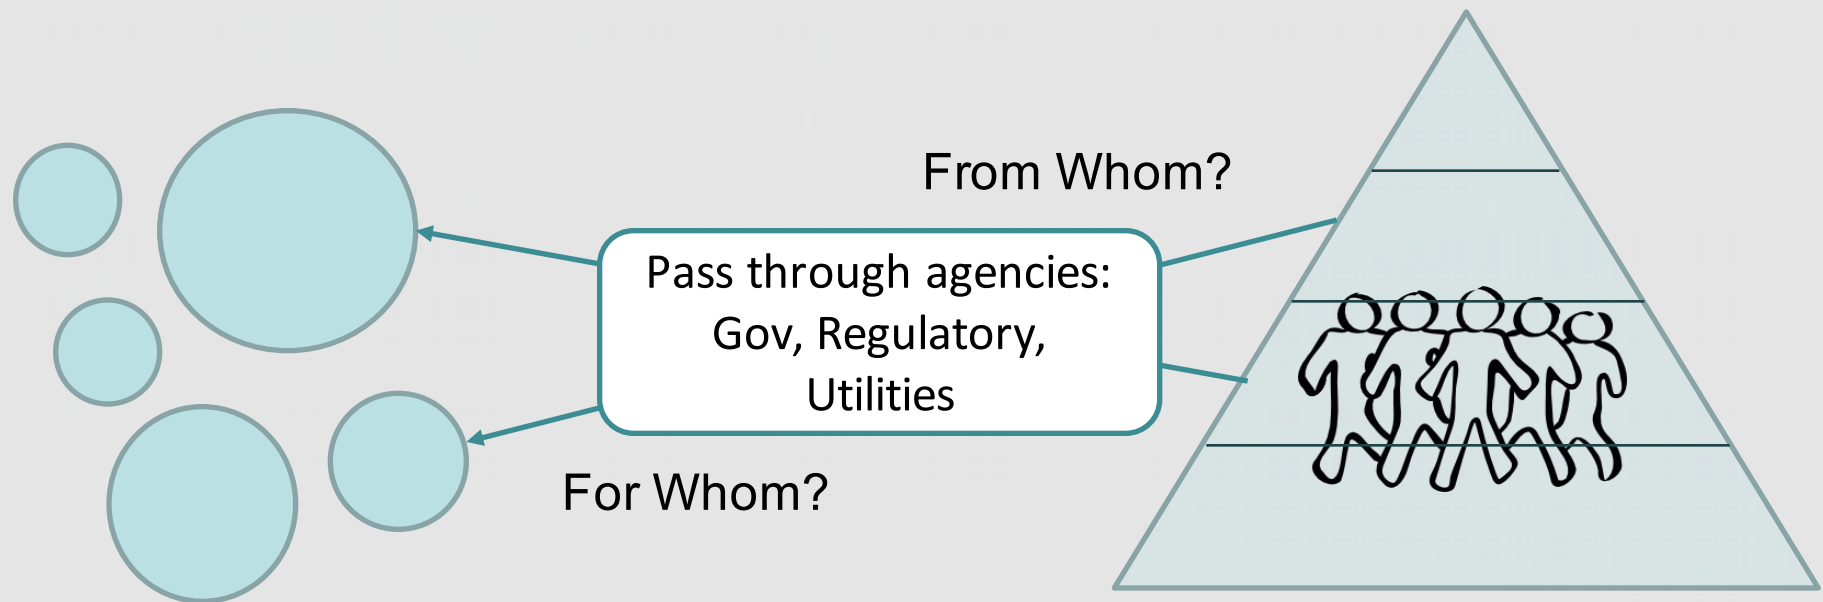 From Whom?
Pass through agencies:
Gov, Regulatory,
Utilities
For Whom?